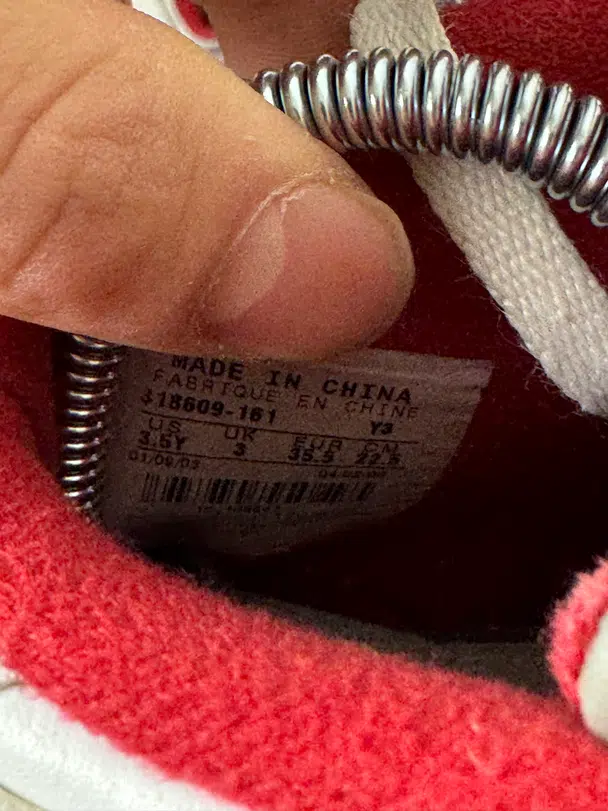 MADE IN CHINA
FABRIQUE EN CHINE
318609-161 Y3
US UK EUR CM
3.5Y 3 35.5 22.5
01/09/03